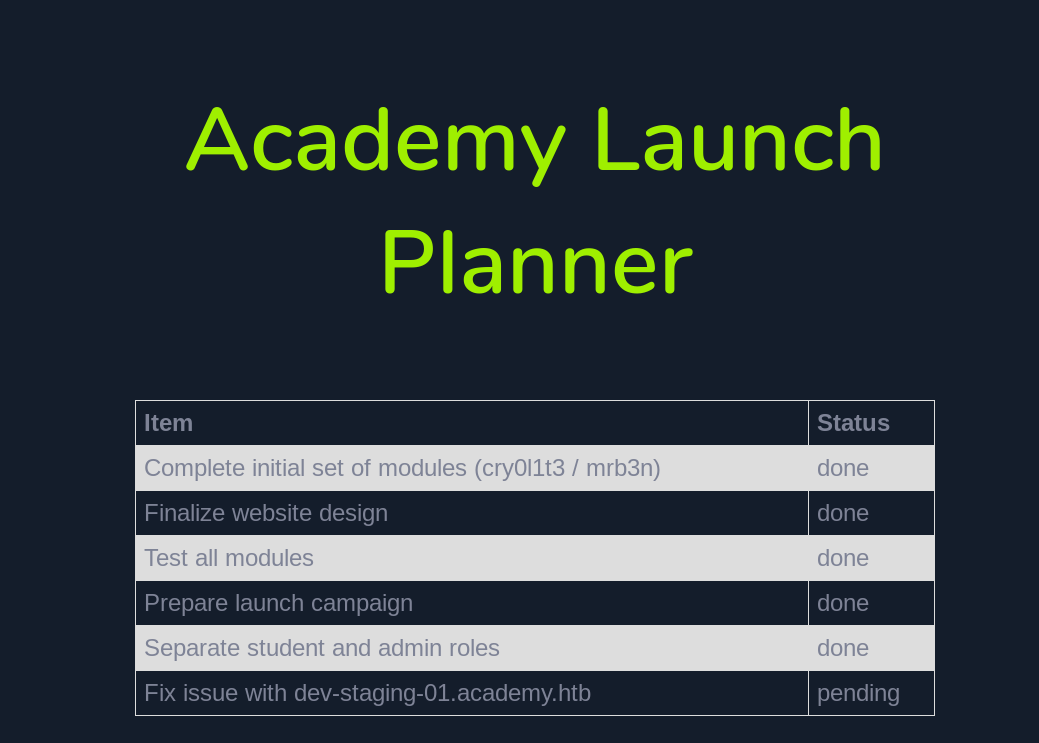 Academy Launch
Planner
Item Status
Complete initial set of modules (cry0l1t3 / mrb3n) done
Finalize website design done
Test all modules done
Prepare launch campaign done
Separate student and admin roles done
Fix issue with dev-staging-01.academy.htb pending